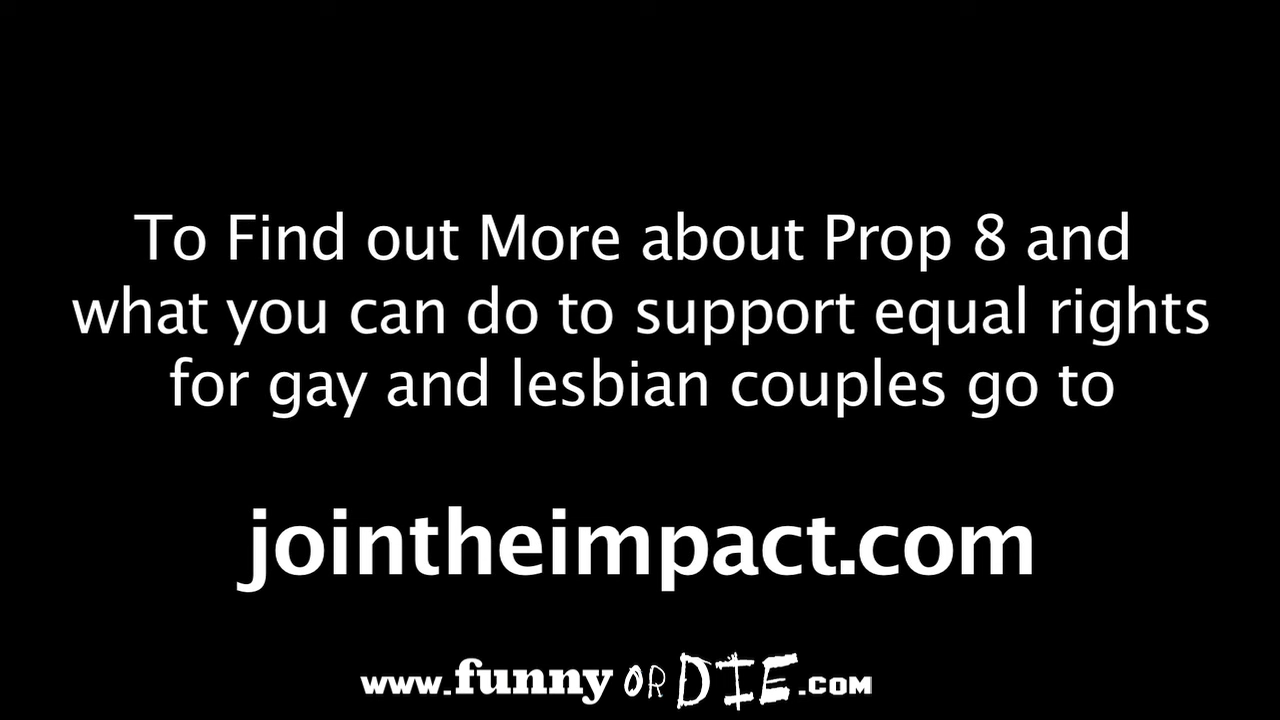 To Find out More about Prop 8 and
what you can do to support equal rights
for gay and lesbian couples go to
jointheimpact.com
www.funny OR DIE.COM